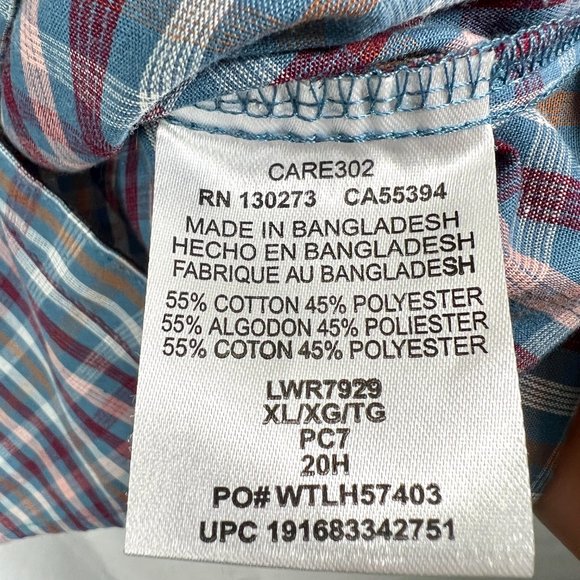 CARE302
RN 130273 CA55394
MADE IN BANGLADESH
HECHO EN BANGLADESH
FABRIQUE AU BANGLADESH
55% COTTON 45% POLYESTER
55% ALGODON 45% POLIESTER
55% COTON 45% POLYESTER
LWR7929
XL/XG/TG
PC7
20H
PO# WTLH57403
UPC 191683342751